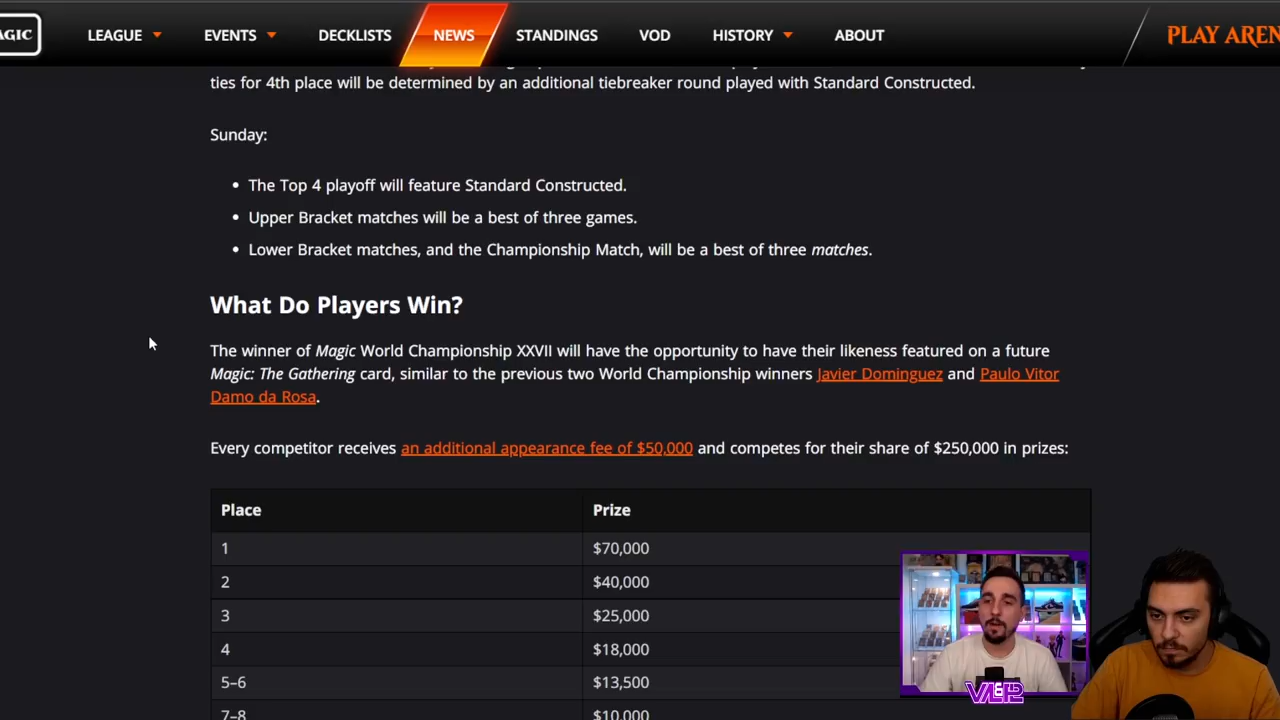 AGIC
LEAGUE
EVENTS
DECKLISTS
NEWS
STANDINGS
VOD
HISTORY
ABOUT
PLAY AREN
ties for 4th place will be determined by an additional tiebreaker round played with Standard Constructed.
Sunday:
• The Top 4 playoff will feature Standard Constructed.
• Upper Bracket matches will be a best of three games.
• Lower Bracket matches, and the Championship Match, will be a best of three matches.
What Do Players Win?
The winner of Magic World Championship XXVII will have the opportunity to have their likeness featured on a future
Magic: The Gathering card, similar to the previous two World Championship winners Javier Dominguez and Paulo Vitor
Damo da Rosa.
Every competitor receives an additional appearance fee of $50,000 and competes for their share of $250,000 in prizes:
Place Prize
1 $70,000
2 $40,000
3 $25,000
4 $18,000
5–6 $13,500
7–8 $10,000